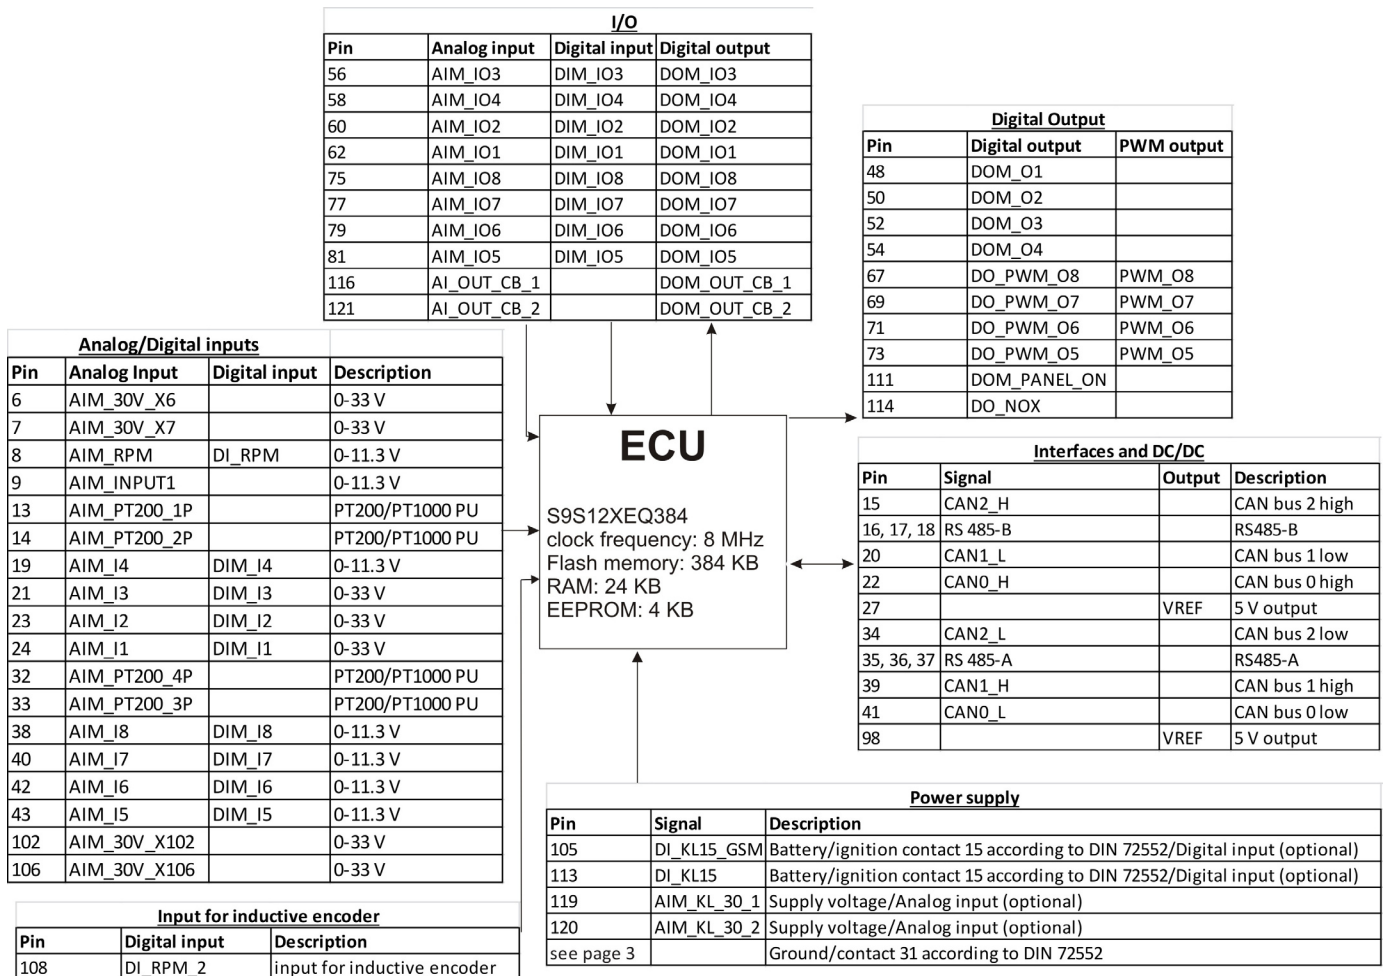 I/O
Pin Analog input Digital input Digital output
56 AIM_IO3 DIM_IO3 DOM_IO3
58 AIM_IO4 DIM_IO4 DOM_IO4
60 AIM_IO2 DIM_IO2 DOM_IO2
62 AIM_IO1 DIM_IO1 DOM_IO1
75 AIM_IO8 DIM_IO8 DOM_IO8
77 AIM_IO7 DIM_IO7 DOM_IO7
79 AIM_IO6 DIM_IO6 DOM_IO6
81 AIM_IO5 DIM_IO5 DOM_IO5
116 AI_OUT_CB_1 DOM_OUT_CB_1
121 AI_OUT_CB_2 DOM_OUT_CB_2
Digital Output
Pin Digital output PWM output
48 DOM_O1
50 DOM_O2
52 DOM_O3
54 DOM_O4
67 DO_PWM_O8 PWM_O8
69 DO_PWM_O7 PWM_O7
71 DO_PWM_O6 PWM_O6
73 DO_PWM_O5 PWM_O5
111 DOM_PANEL_ON
114 DO_NOX
Analog/Digital inputs
Pin Analog Input Digital input Description
6 AIM_30V_X6 0-33 V
7 AIM_30V_X7 0-33 V
8 AIM_RPM DI_RPM 0-11.3 V
9 AIM_INPUT1 0-11.3 V
13 AIM_PT200_1P PT200/PT1000 PU
14 AIM_PT200_2P PT200/PT1000 PU
19 AIM_I4 DIM_I4 0-11.3 V
21 AIM_I3 DIM_I3 0-33 V
23 AIM_I2 DIM_I2 0-33 V
24 AIM_I1 DIM_I1 0-33 V
32 AIM_PT200_4P PT200/PT1000 PU
33 AIM_PT200_3P PT200/PT1000 PU
38 AIM_I8 DIM_I8 0-11.3 V
40 AIM_I7 DIM_I7 0-11.3 V
42 AIM_I6 DIM_I6 0-11.3 V
43 AIM_I5 DIM_I5 0-11.3 V
102 AIM_30V_X102 0-33 V
106 AIM_30V_X106 0-33 V
ECU
S9S12XEQ384
clock frequency: 8 MHz
Flash memory: 384 KB
RAM: 24 KB
EEPROM: 4 KB
Interfaces and DC/DC
Pin Signal Output Description
15 CAN2_H CAN bus 2 high
16, 17, 18 RS 485-B RS485-B
20 CAN1_L CAN bus 1 low
22 CAN0_H CAN bus 0 high
27 VREF 5 V output
34 CAN2_L CAN bus 2 low
35, 36, 37 RS 485-A RS485-A
39 CAN1_H CAN bus 1 high
41 CAN0_L CAN bus 0 low
98 VREF 5 V output
Power supply
Pin Signal Description
105 DI_KL15_GSM Battery/ignition contact 15 according to DIN 72552/Digital input (optional)
113 DI_KL15 Battery/ignition contact 15 according to DIN 72552/Digital input (optional)
119 AIM_KL_30_1 Supply voltage/Analog input (optional)
120 AIM_KL_30_2 Supply voltage/Analog input (optional)
see page 3 Ground/contact 31 according to DIN 72552
Input for inductive encoder
Pin Digital input Description
108 DI_RPM_2 input for inductive encoder